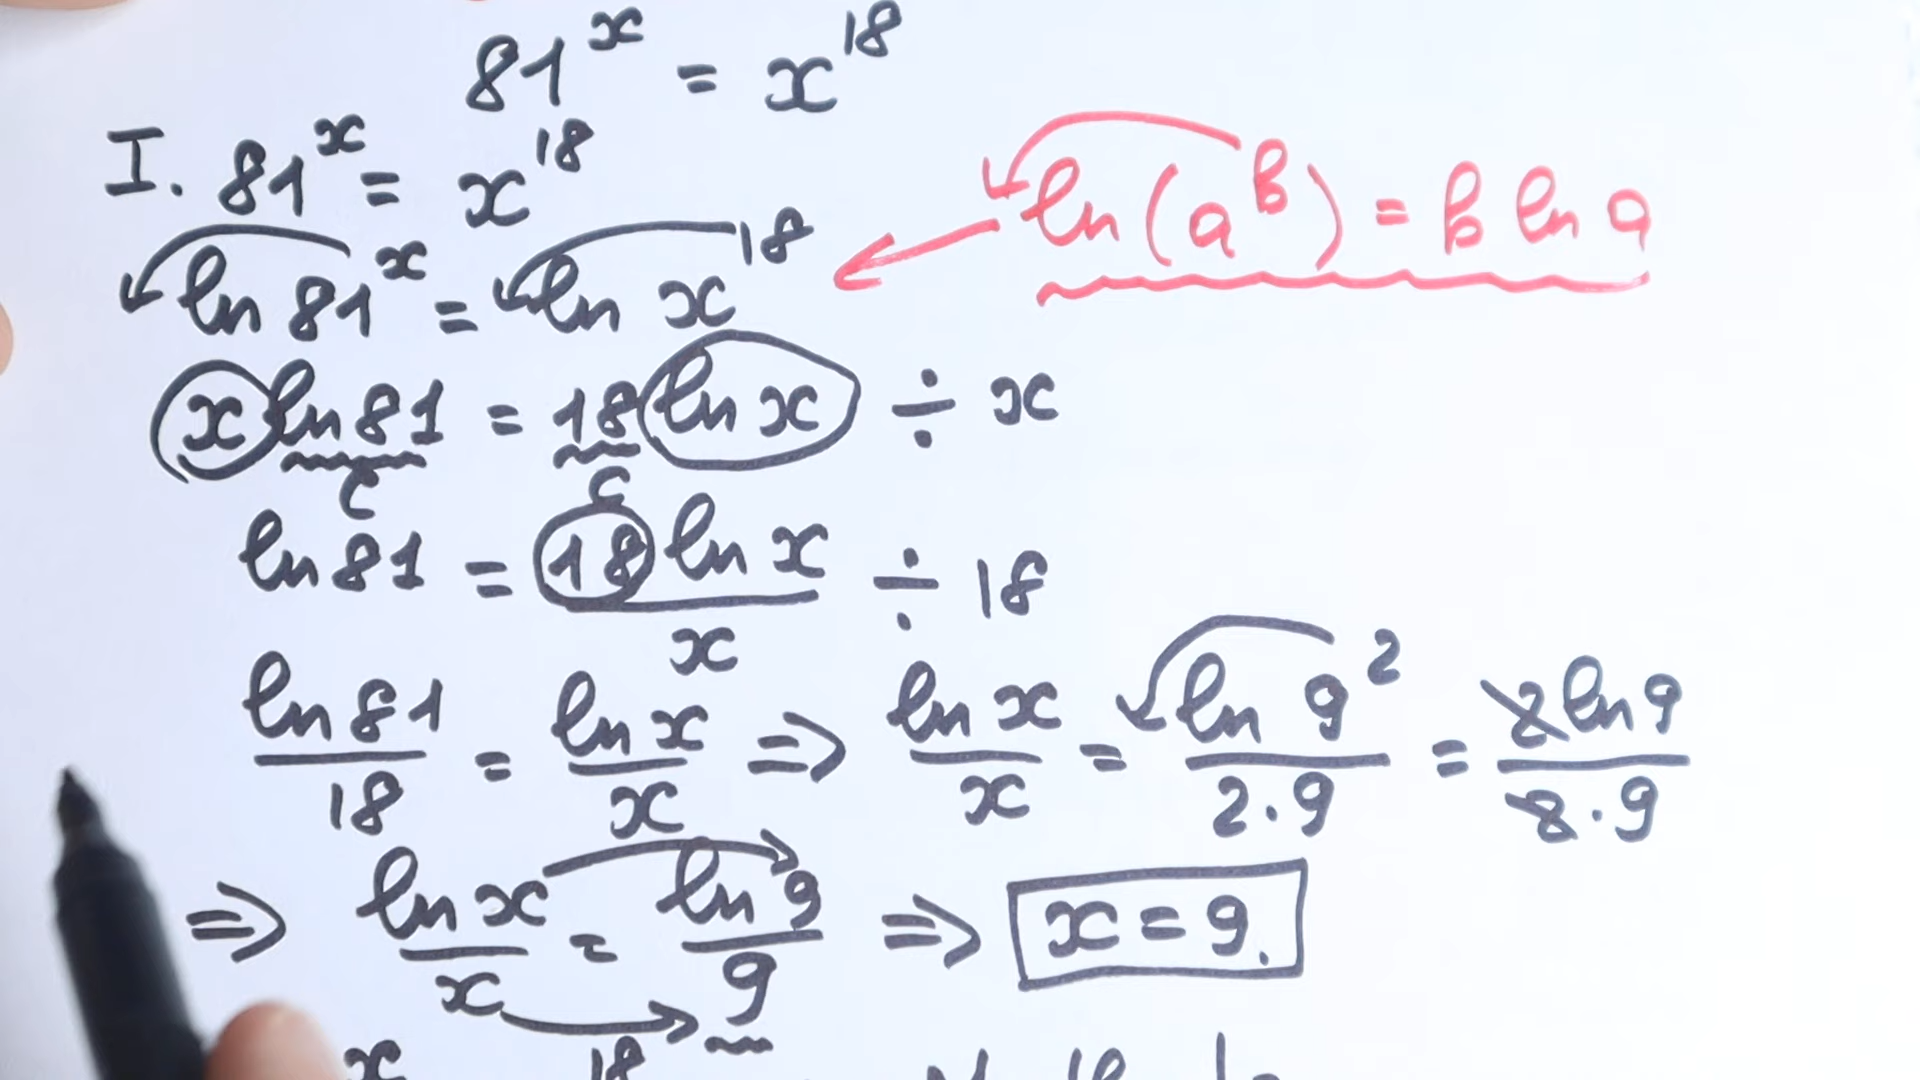 81^x = x^18
I. 81^x = x^18
ln(a^b) = b ln a
ln 81^x = ln x^18
x ln 81 = 18 ln x ÷ x
c c
ln 81 = 18 ln x / x ÷ 18
ln 81 / 18 = ln x / x => ln x / x = ln 9^2 / 2·9 = 2 ln 9 / 2·9
=> ln x / x = ln 9 / 9 => x = 9.
x 18